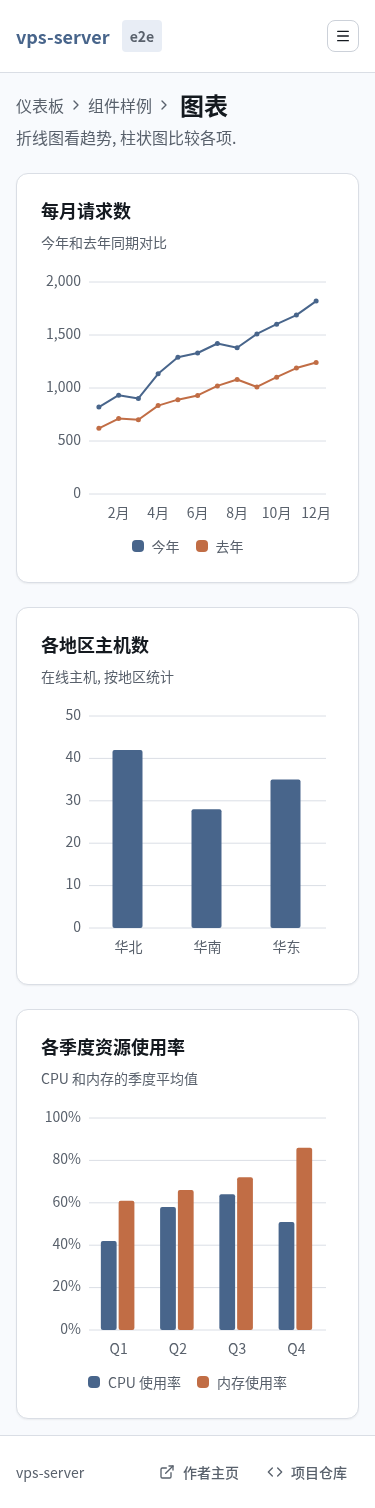 vps-server e2e
仪表板 > 组件样例 > 图表
折线图看趋势, 柱状图比较各项.
每月请求数
今年和去年同期对比
2,000
1,500
1,000
500
0
2月 4月 6月 8月 10月 12月
今年 去年
各地区主机数
在线主机, 按地区统计
50
40
30
20
10
0
华北 华南 华东
各季度资源使用率
CPU 和内存的季度平均值
100%
80%
60%
40%
20%
0%
Q1 Q2 Q3 Q4
CPU 使用率 内存使用率
vps-server 作者主页 项目仓库